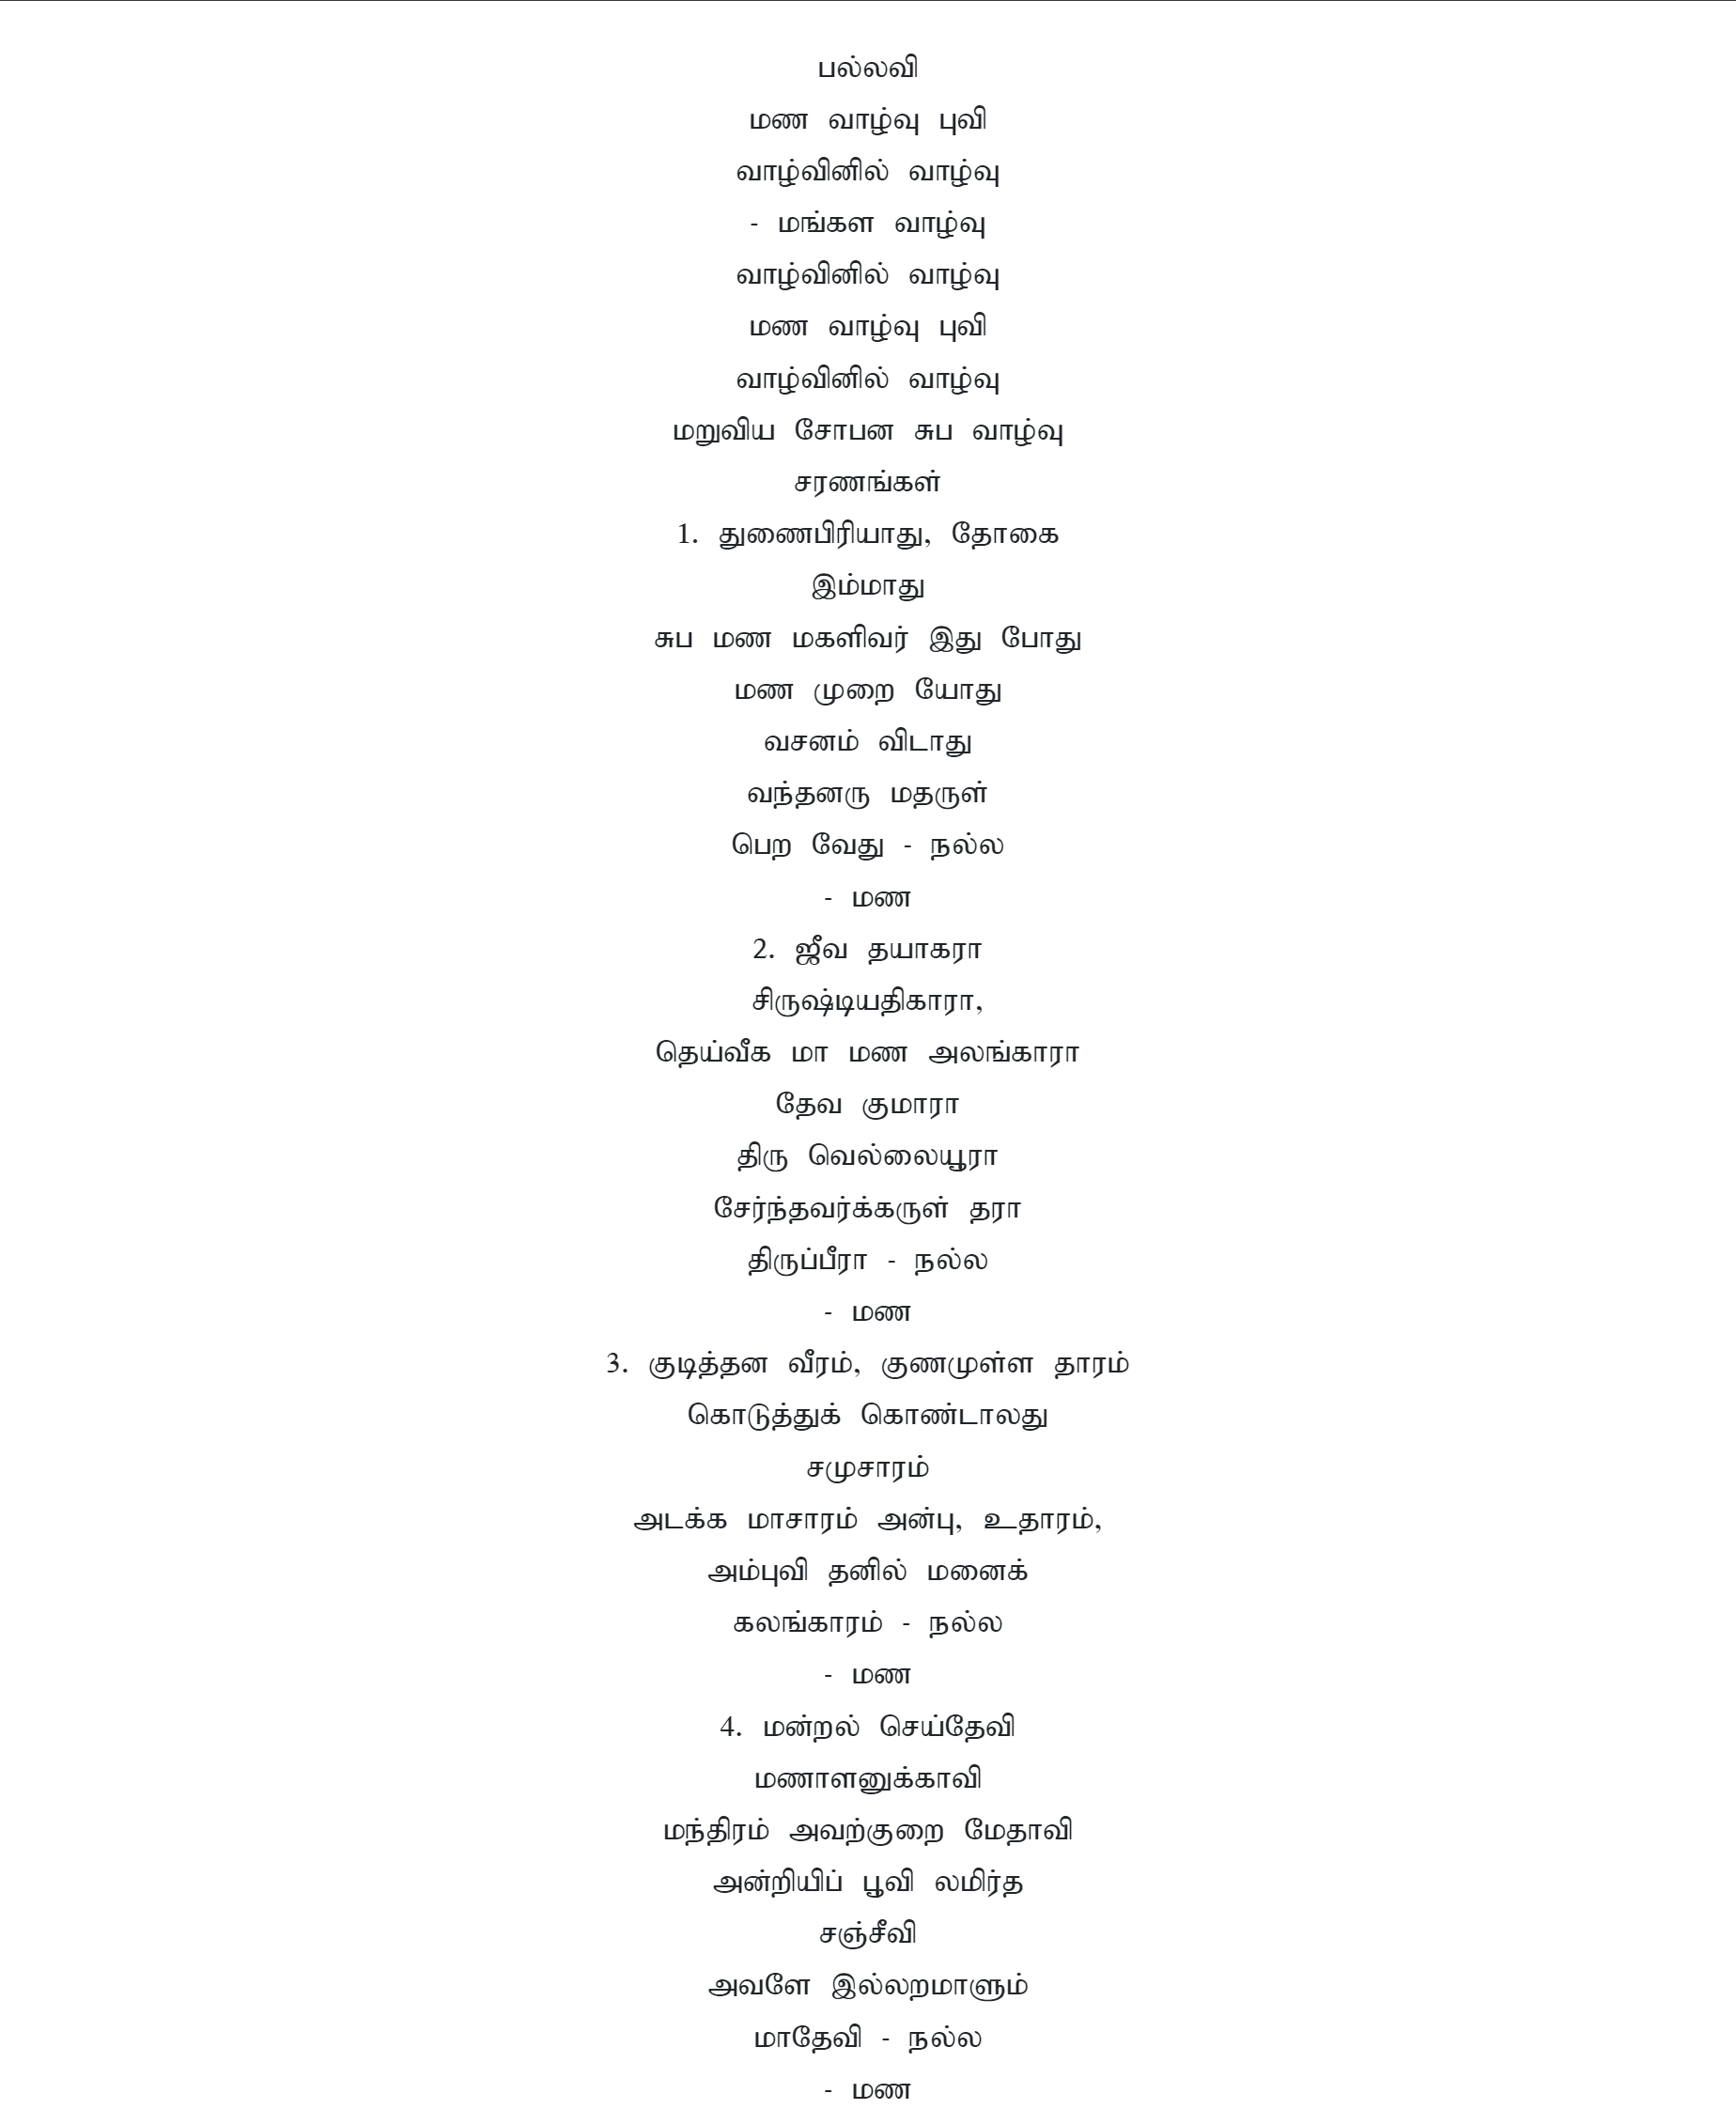 பல்லவி
மண வாழ்வு புவி
வாழ்வினில் வாழ்வு
- மங்கள வாழ்வு
வாழ்வினில் வாழ்வு
மண வாழ்வு புவி
வாழ்வினில் வாழ்வு
மறுவிய சோபன சுப வாழ்வு
சரணங்கள்
1. துணைபிரியாது, தோகை
இம்மாது
சுப மண மகளிவர் இது போது
மண முறை யோது
வசனம் விடாது
வந்தனரு மதருள்
பெற வேது - நல்ல
- மண
2. ஜீவ தயாகரா
சிருஷ்டியதிகாரா,
தெய்வீக மா மண அலங்காரா
தேவ குமாரா
திரு வெல்லையூரா
சேர்ந்தவர்க்கருள் தரா
திருப்பீரா - நல்ல
- மண
3. குடித்தன வீரம், குணமுள்ள தாரம்
கொடுத்துக் கொண்டாலது
சமுசாரம்
அடக்க மாசாரம் அன்பு, உதாரம்,
அம்புவி தனில் மனைக்
கலங்காரம் - நல்ல
- மண
4. மன்றல் செய்தேவி
மணாளனுக்காவி
மந்திரம் அவற்குறை மேதாவி
அன்றியிப் பூவி லமிர்த
சஞ்சீவி
அவளே இல்லறமாளும்
மாதேவி - நல்ல
- மண